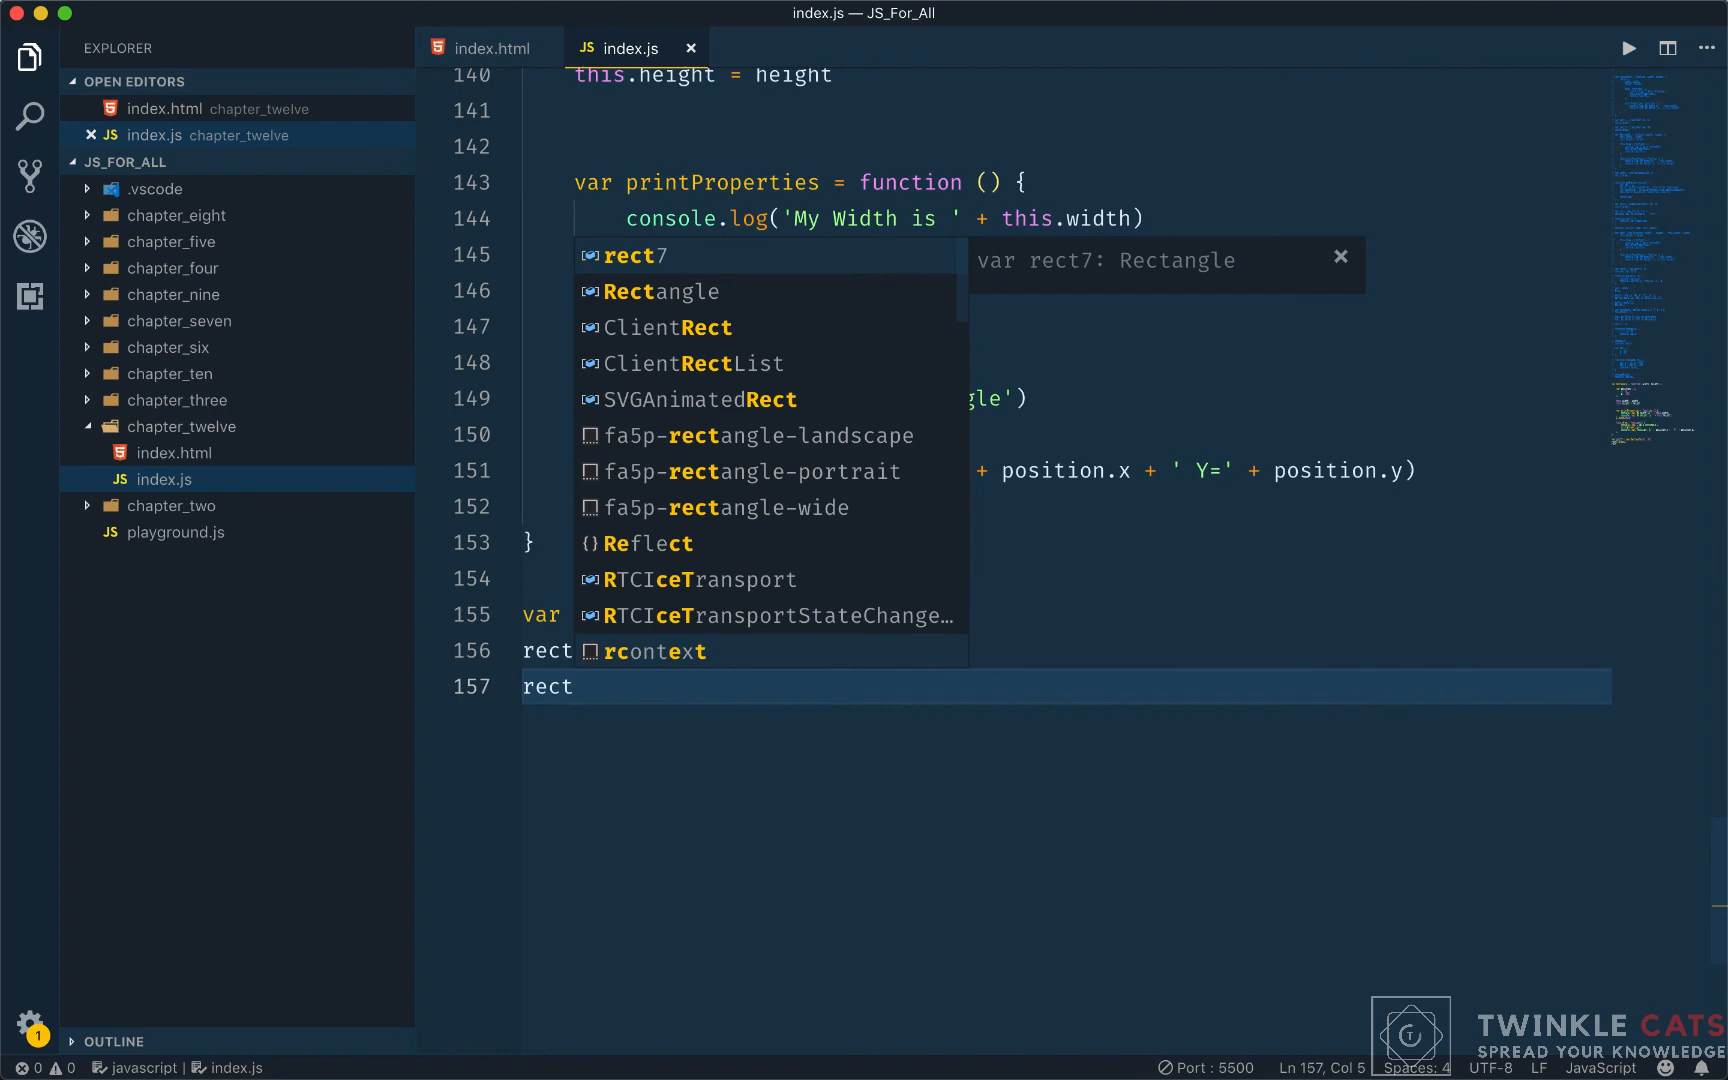 index.js — JS_For_All
EXPLORER
OPEN EDITORS
index.html chapter_twelve
JS index.js chapter_twelve
JS_FOR_ALL
.vscode
chapter_eight
chapter_five
chapter_four
chapter_nine
chapter_seven
chapter_six
chapter_ten
chapter_three
chapter_twelve
index.html
JS index.js
chapter_two
JS playground.js
OUTLINE
1
index.html
JS index.js
140 this.height = height
141
142
143 var printProperties = function () {
144 console.log('My Width is ' + this.width)
145
146
147
148
149 gle')
150
151 + position.x + ' Y=' + position.y)
152
153 }
154
155 var
156 rect
157 rect
rect7
Rectangle
ClientRect
ClientRectList
SVGAnimatedRect
fa5p-rectangle-landscape
fa5p-rectangle-portrait
fa5p-rectangle-wide
{} Reflect
RTCIceTransport
RTCIceTransportStateChange…
rcontext
var rect7: Rectangle
TWINKLE CATS
SPREAD YOUR KNOWLEDGE
0 0 javascript | index.js
Port : 5500 Ln 157, Col 5 Spaces: 4 UTF-8 LF JavaScript